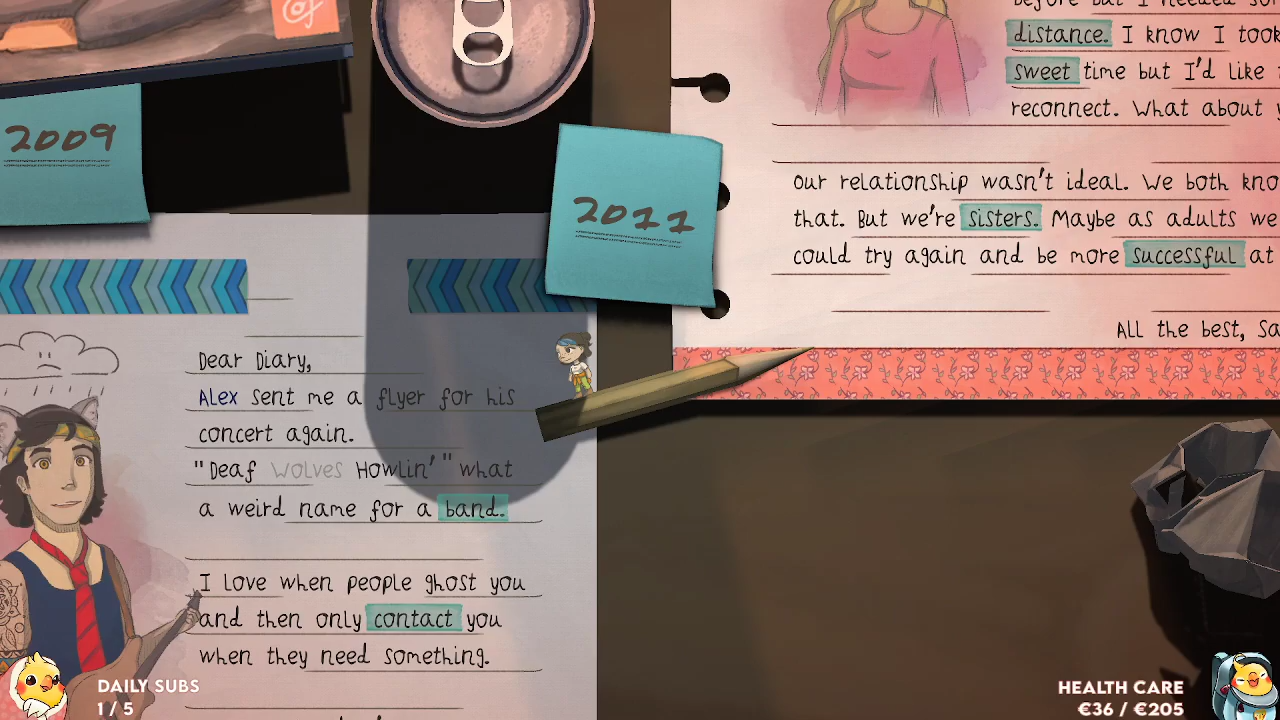 2009
Dear Diary,
Alex sent me a flyer for his
concert again.
"Deaf Wolves Howlin'" what
a weird name for a band.
I love when people ghost you
and then only contact you
when they need something.
2011
distance. I know I took
sweet time but I'd like
reconnect. What about
our relationship wasn't ideal. We both
that. But we're sisters. Maybe as adults we
could try again and be more successful at
All the best,
DAILY SUBS
1 / 5
HEALTH CARE
€36 / €205